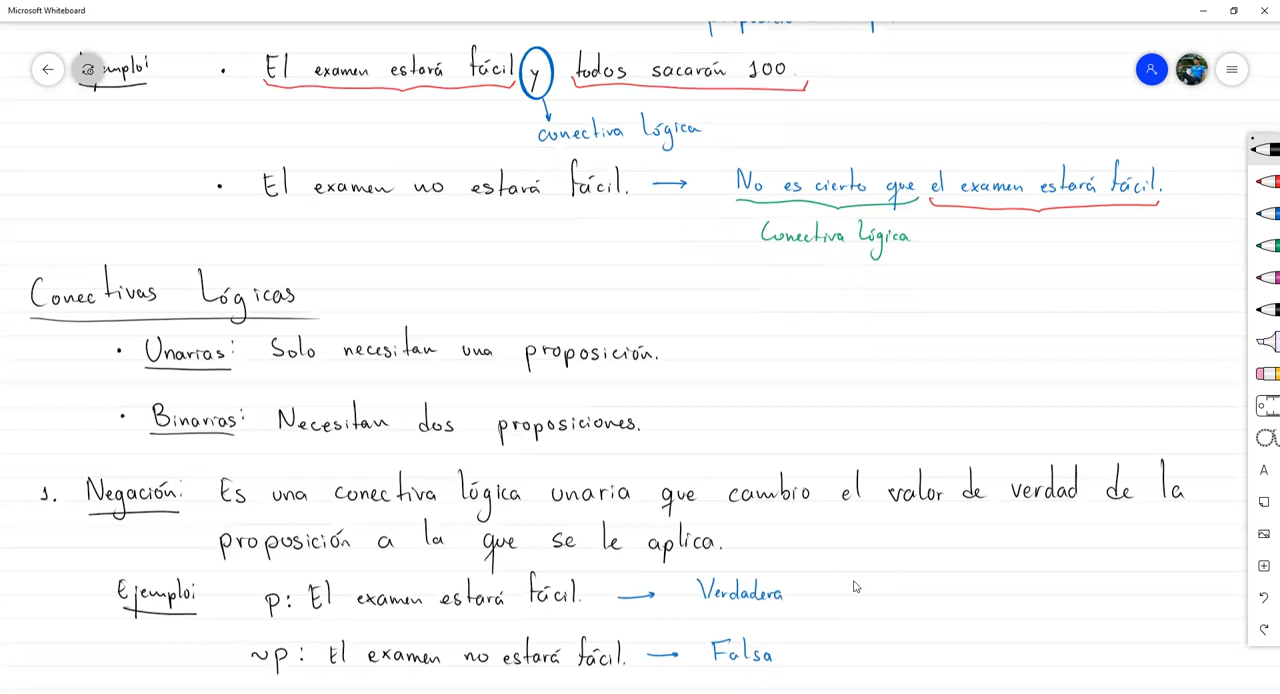 Microsoft Whiteboard
Ejemplo: • El examen estará fácil y todos sacarán 100.
conectiva lógica
• El examen no estará fácil. → No es cierto que el examen estará fácil.
Conectiva lógica
Conectivas Lógicas
• Unarias: Solo necesitan una proposición.
• Binarias: Necesitan dos proposiciones.
1. Negación: Es una conectiva lógica unaria que cambia el valor de verdad de la
proposición a la que se le aplica.
Ejemplo: p: El examen estará fácil. → Verdadera
~p: El examen no estará fácil. → Falsa
A